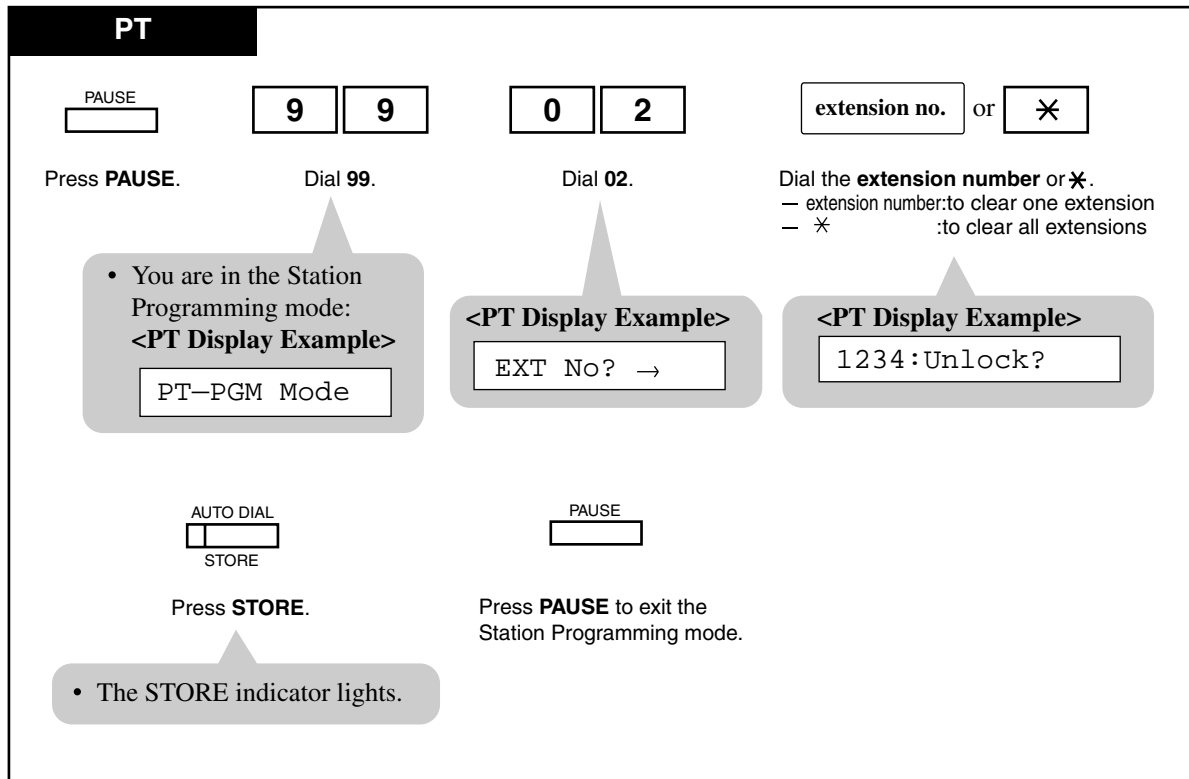 PT
PAUSE
9 9
0 2
extension no. or ✳
Press PAUSE.
Dial 99.
Dial 02.
Dial the extension number or ✳.
— extension number:to clear one extension
— ✳ :to clear all extensions
• You are in the Station
Programming mode:
<PT Display Example>
PT–PGM Mode
<PT Display Example>
EXT No? →
<PT Display Example>
1234:Unlock?
AUTO DIAL
STORE
Press STORE.
• The STORE indicator lights.
PAUSE
Press PAUSE to exit the
Station Programming mode.